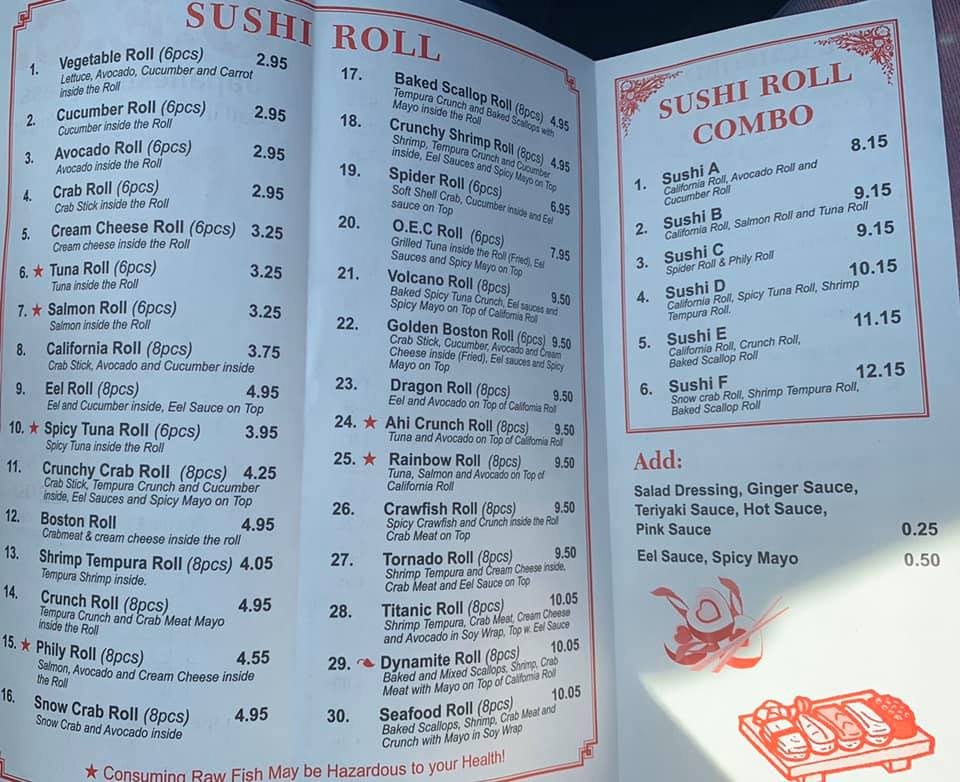 SUSHI ROLL
1. Vegetable Roll (6pcs) 2.95
Lettuce, Avocado, Cucumber and Carrot
inside the Roll
2. Cucumber Roll (6pcs) 2.95
Cucumber inside the Roll
3. Avocado Roll (6pcs) 2.95
Avocado inside the Roll
4. Crab Roll (6pcs) 2.95
Crab Stick inside the Roll
5. Cream Cheese Roll (6pcs) 3.25
Cream cheese inside the Roll
6. ★ Tuna Roll (6pcs) 3.25
Tuna inside the Roll
7. ★ Salmon Roll (6pcs) 3.25
Salmon inside the Roll
8. California Roll (8pcs) 3.75
Crab Stick, Avocado and Cucumber inside
9. Eel Roll (8pcs) 4.95
Eel and Cucumber inside, Eel Sauce on Top
10. ★ Spicy Tuna Roll (6pcs) 3.95
Spicy Tuna inside the Roll
11. Crunchy Crab Roll (8pcs) 4.25
Crab Stick, Tempura Crunch and Cucumber
inside, Eel Sauces and Spicy Mayo on Top
12. Boston Roll 4.95
Crabmeat & cream cheese inside the roll
13. Shrimp Tempura Roll (8pcs) 4.05
Tempura Shrimp inside.
14. Crunch Roll (8pcs) 4.95
Tempura Crunch and Crab Meat Mayo
inside the Roll
15. ★ Phily Roll (8pcs) 4.55
Salmon, Avocado and Cream Cheese inside
the Roll
16. Snow Crab Roll (8pcs) 4.95
Snow Crab and Avocado inside
17. Baked Scallop Roll (8pcs) 4.95
Tempura Crunch and Baked Scallops with
Mayo inside the Roll
18. Crunchy Shrimp Roll (8pcs) 4.95
Shrimp, Tempura Crunch and Cucumber
inside, Eel Sauces and Spicy Mayo on Top
19. Spider Roll (6pcs) 6.95
Soft Shell Crab, Cucumber inside and Eel
sauce on Top
20. O.E.C Roll (6pcs) 7.95
Grilled Tuna inside the Roll (Fried), Eel
Sauces and Spicy Mayo on Top
21. Volcano Roll (8pcs) 9.50
Baked Spicy Tuna Crunch, Eel sauces and
Spicy Mayo on Top of California Roll
22. Golden Boston Roll (6pcs) 9.50
Crab Stick, Cucumber, Avocado and Cream
Cheese inside (Fried), Eel sauces and Spicy
Mayo on Top
23. Dragon Roll (8pcs) 9.50
Eel and Avocado on Top of California Roll
24. ★ Ahi Crunch Roll (8pcs) 9.50
Tuna and Avocado on Top of California Roll
25. ★ Rainbow Roll (8pcs) 9.50
Tuna, Salmon and Avocado on Top of
California Roll
26. Crawfish Roll (8pcs) 9.50
Spicy Crawfish and Crunch inside the Roll
Crab Meat on Top
27. Tornado Roll (8pcs) 9.50
Shrimp Tempura and Cream Cheese inside,
Crab Meat and Eel Sauce on Top
28. Titanic Roll (8pcs) 10.05
Shrimp Tempura, Crab Meat, Cream Cheese
and Avocado in Soy Wrap, Top w. Eel Sauce
29. Dynamite Roll (8pcs) 10.05
Baked and Mixed Scallops, Shrimp, Crab
Meat with Mayo on Top of California Roll
30. Seafood Roll (8pcs) 10.05
Baked Scallops, Shrimp, Crab Meat and
Crunch with Mayo in Soy Wrap
★ Consuming Raw Fish May be Hazardous to your Health!
SUSHI ROLL
COMBO
1. Sushi A 8.15
California Roll, Avocado Roll and
Cucumber Roll
2. Sushi B 9.15
California Roll, Salmon Roll and Tuna Roll
3. Sushi C 9.15
Spider Roll & Phily Roll
4. Sushi D 10.15
California Roll, Spicy Tuna Roll, Shrimp
Tempura Roll.
5. Sushi E 11.15
California Roll, Crunch Roll,
Baked Scallop Roll
6. Sushi F 12.15
Snow crab Roll, Shrimp Tempura Roll,
Baked Scallop Roll
Add:
Salad Dressing, Ginger Sauce,
Teriyaki Sauce, Hot Sauce,
Pink Sauce 0.25
Eel Sauce, Spicy Mayo 0.50